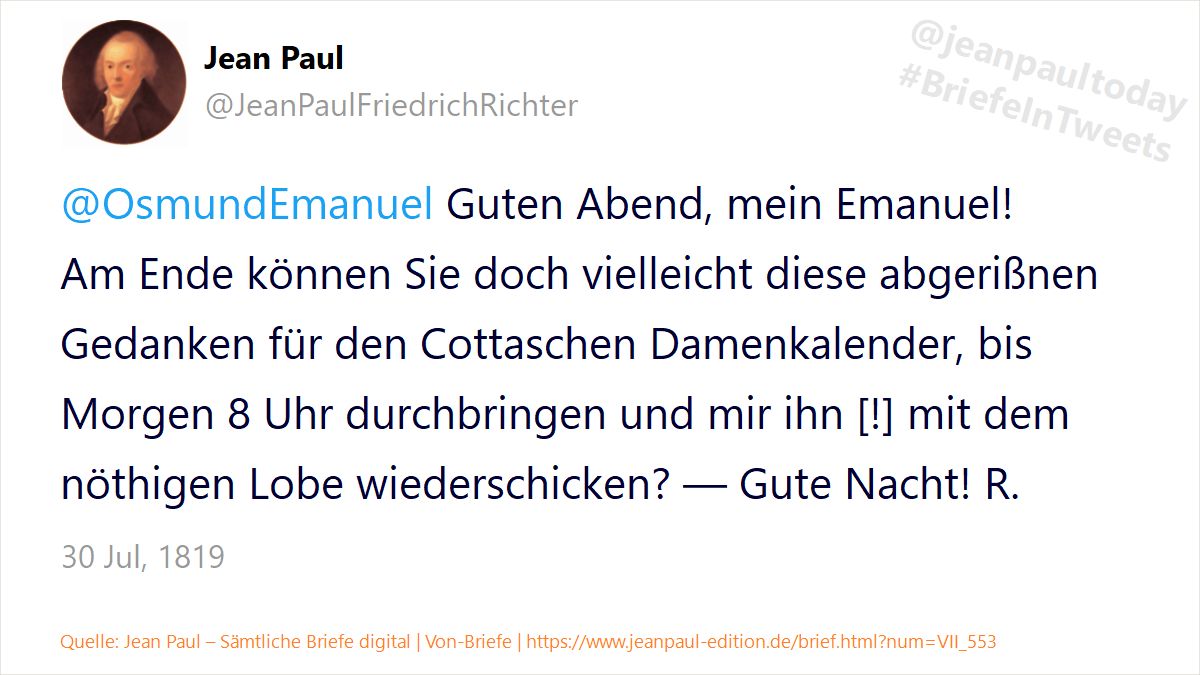 Jean Paul
@JeanPaulFriedrichRichter
@jeanpaultoday
#BriefeInTweets
@OsmundEmanuel Guten Abend, mein Emanuel!
Am Ende können Sie doch vielleicht diese abgerißnen
Gedanken für den Cottaschen Damenkalender, bis
Morgen 8 Uhr durchbringen und mir ihn [!] mit dem
nöthigen Lobe wiederschicken? — Gute Nacht! R.
30 Jul, 1819
Quelle: Jean Paul – Sämtliche Briefe digital | Von-Briefe | https://www.jeanpaul-edition.de/brief.html?num=VII_553